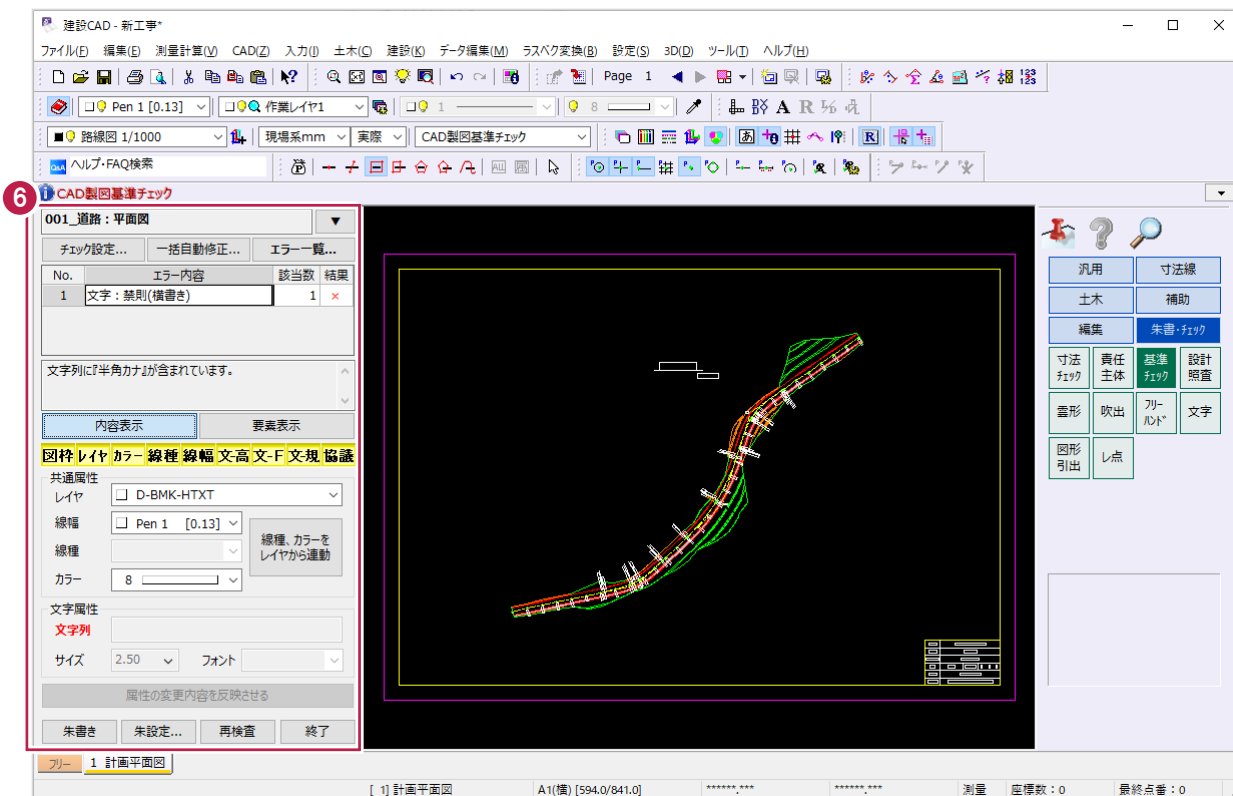 建設CAD - 新工事*
ファイル(F) 編集(E) 測量計算(V) CAD(Z) 入力(I) 土木(C) 建設(K) データ編集(M) ラスベク変換(B) 設定(S) 3D(D) ツール(T) ヘルプ(H)
Page 1
Pen 1 [0.13] 作業レイヤ1 1 8
路線図 1/1000 現場系mm 実際 CAD製図基準ﾁｪｯｸ
Q&A ヘルプ・FAQ検索
6
CAD製図基準ﾁｪｯｸ
001_道路：平面図
ﾁｪｯｸ設定... 一括自動修正... エラー一覧...
No. エラー内容 該当数 結果
1 文字：禁則(横書き) 1 ×
文字列に『半角カナ』が含まれています。
内容表示 要素表示
図枠 ﾚｲﾔ ｶﾗｰ 線種 線幅 文-高 文-F 文-規 協議
共通属性
レイヤ D-BMK-HTXT
線幅 Pen 1 [0.13]
線種
カラー 8
線種、カラーを
レイヤから連動
文字属性
文字列
サイズ 2.50 フォント
属性の変更内容を反映させる
朱書き 朱設定... 再検査 終了
汎用 寸法線
土木 補助
編集 朱書･ﾁｪｯｸ
寸法
ﾁｪｯｸ
責任
主体
基準
ﾁｪｯｸ
設計
照査
雲形
吹出
ﾌﾘｰ
ﾊﾝﾄﾞ
文字
図形
引出
レ点
フリー 1 計画平面図
[ 1] 計画平面図 A1(横) [594.0/841.0] ******.*** ******.*** 測量 座標数：0 最終点番：0